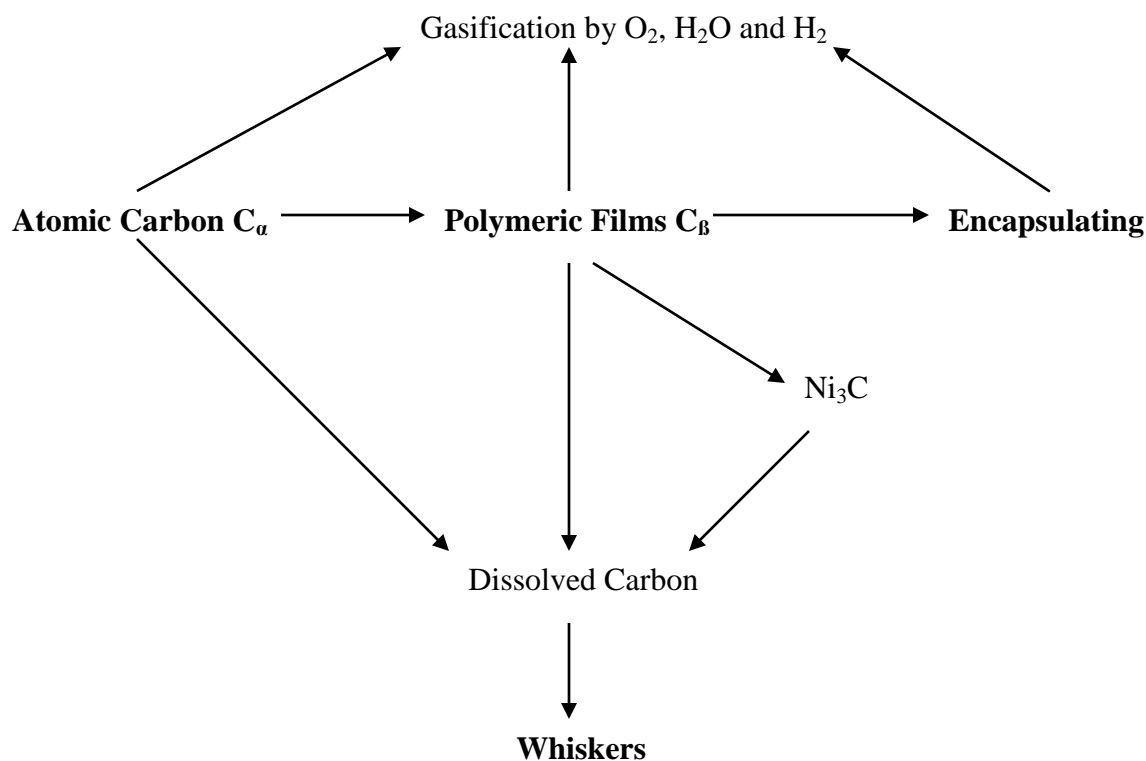 Gasification by O₂, H₂O and H₂
Atomic Carbon Cα Polymeric Films Cß Encapsulating
Ni₃C
Dissolved Carbon
Whiskers